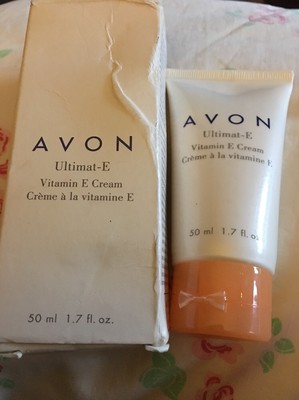 AVON
Ultimat-E
Vitamin E Cream
Crème à la vitamine E
50 ml 1.7 fl. oz.
AVON
Ultimat-E
Vitamin E Cream
Crème à la vitamine E
50 ml 1.7 fl. oz.